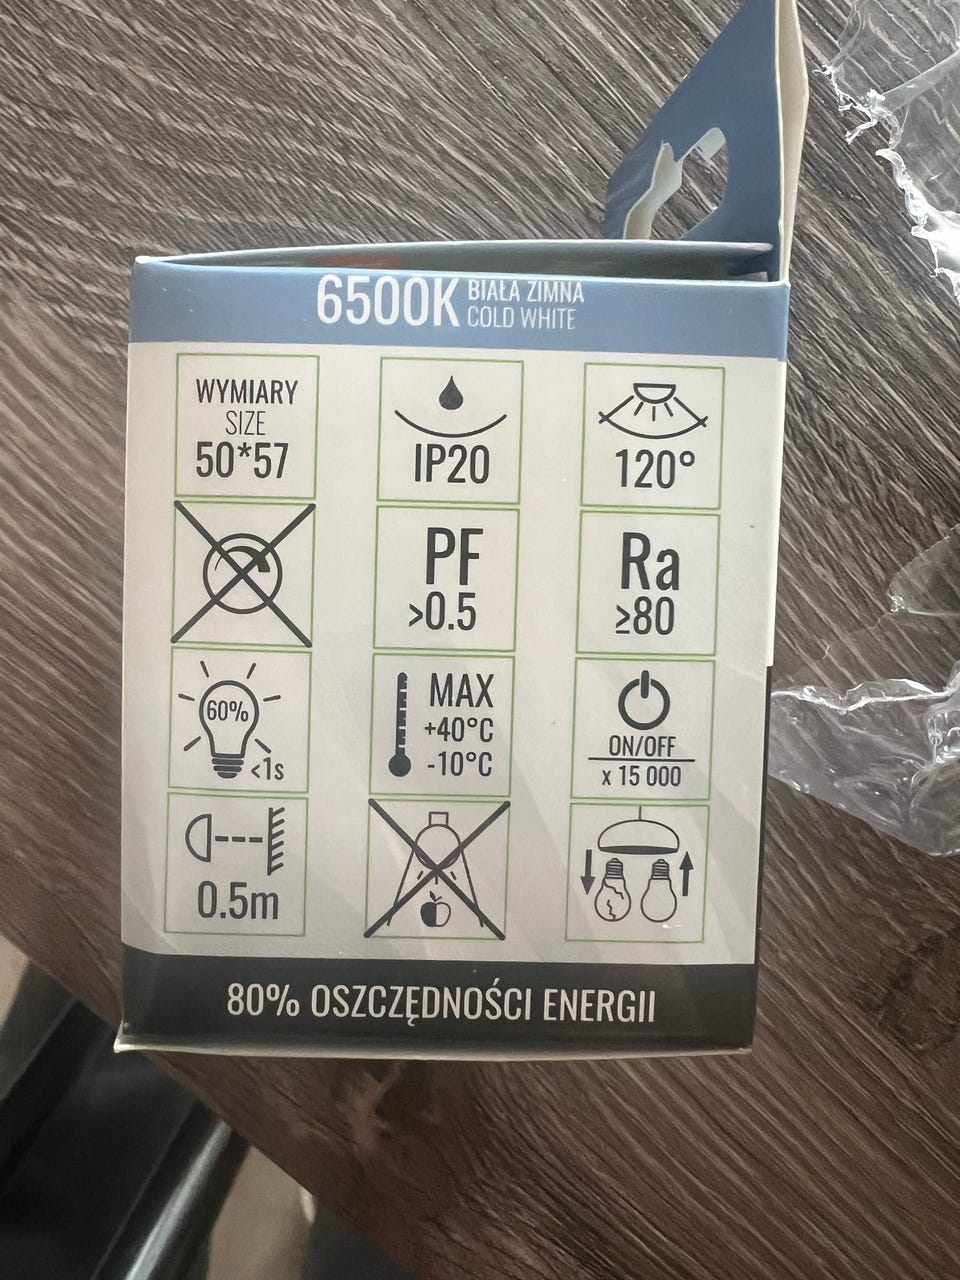 6500K BIAŁA ZIMNA
COLD WHITE
WYMIARY
SIZE
50*57
IP20
120°
PF
>0.5
Ra
≥80
60%
<1s
MAX
+40°C
-10°C
ON/OFF
x 15 000
0.5m
80% OSZCZĘDNOŚCI ENERGII